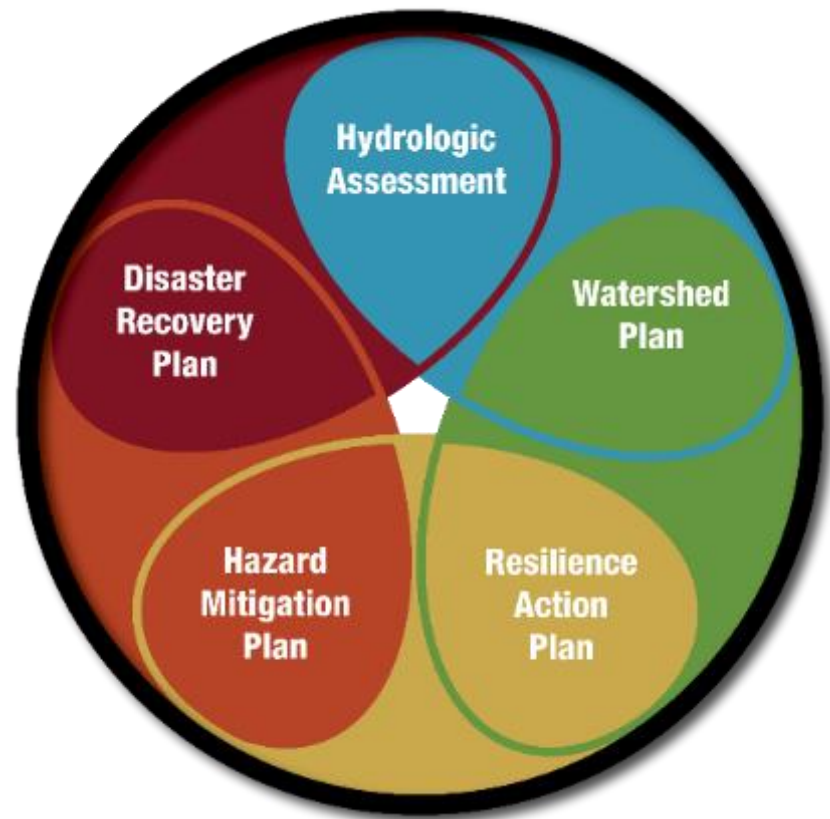 Hydrologic
Assessment
Watershed
Plan
Resilience
Action
Plan
Hazard
Mitigation
Plan
Disaster
Recovery
Plan